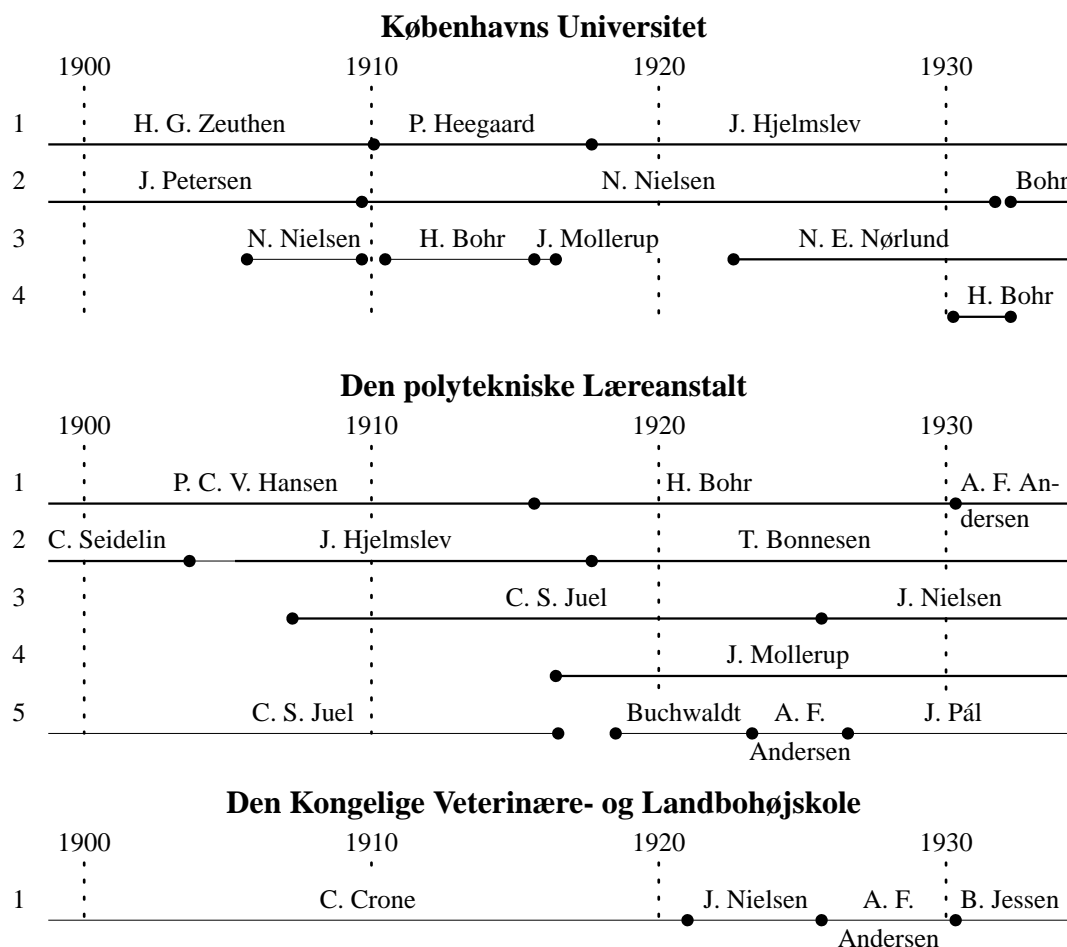 Københavns Universitet
1900 1910 1920 1930
1 H. G. Zeuthen P. Heegaard J. Hjelmslev
2 J. Petersen N. Nielsen Bohr
3 N. Nielsen H. Bohr J. Mollerup N. E. Nørlund
4 H. Bohr
Den polytekniske Læreanstalt
1900 1910 1920 1930
1 P. C. V. Hansen H. Bohr A. F. An-
dersen
2 C. Seidelin J. Hjelmslev T. Bonnesen
3 C. S. Juel J. Nielsen
4 J. Mollerup
5 C. S. Juel Buchwaldt A. F. J. Pál
Andersen
Den Kongelige Veterinære- og Landbohøjskole
1900 1910 1920 1930
1 C. Crone J. Nielsen A. F. B. Jessen
Andersen